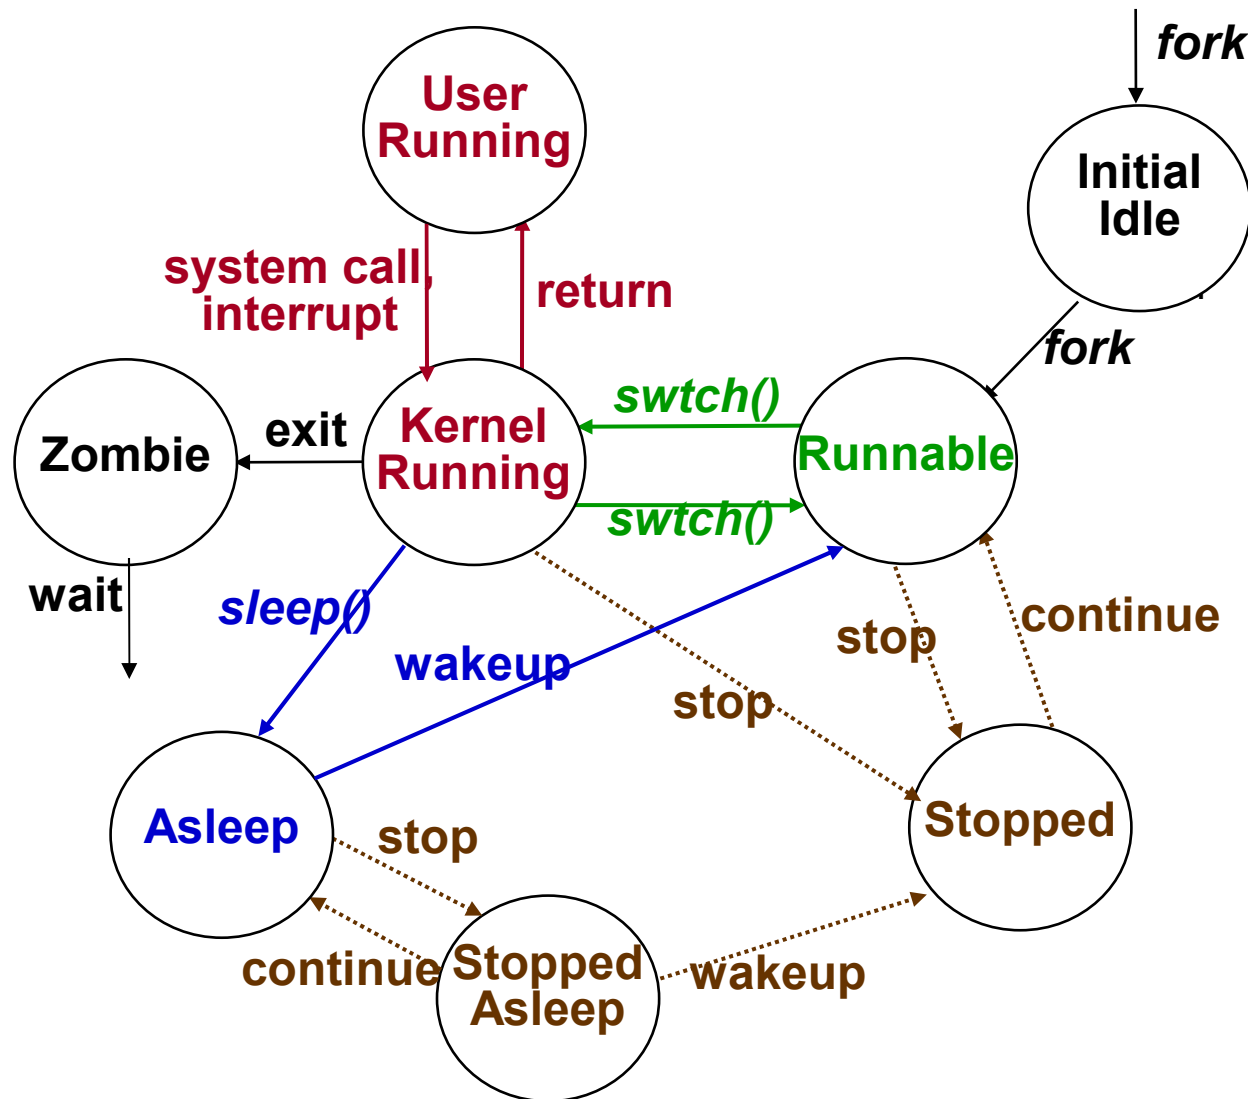 fork
User
Running
Initial
Idle
system call,
interrupt
return
fork
swtch()
Zombie
exit
Kernel
Running
Runnable
swtch()
wait
sleep()
wakeup
stop
continue
stop
Asleep
stop
Stopped
continue
Stopped
Asleep
wakeup